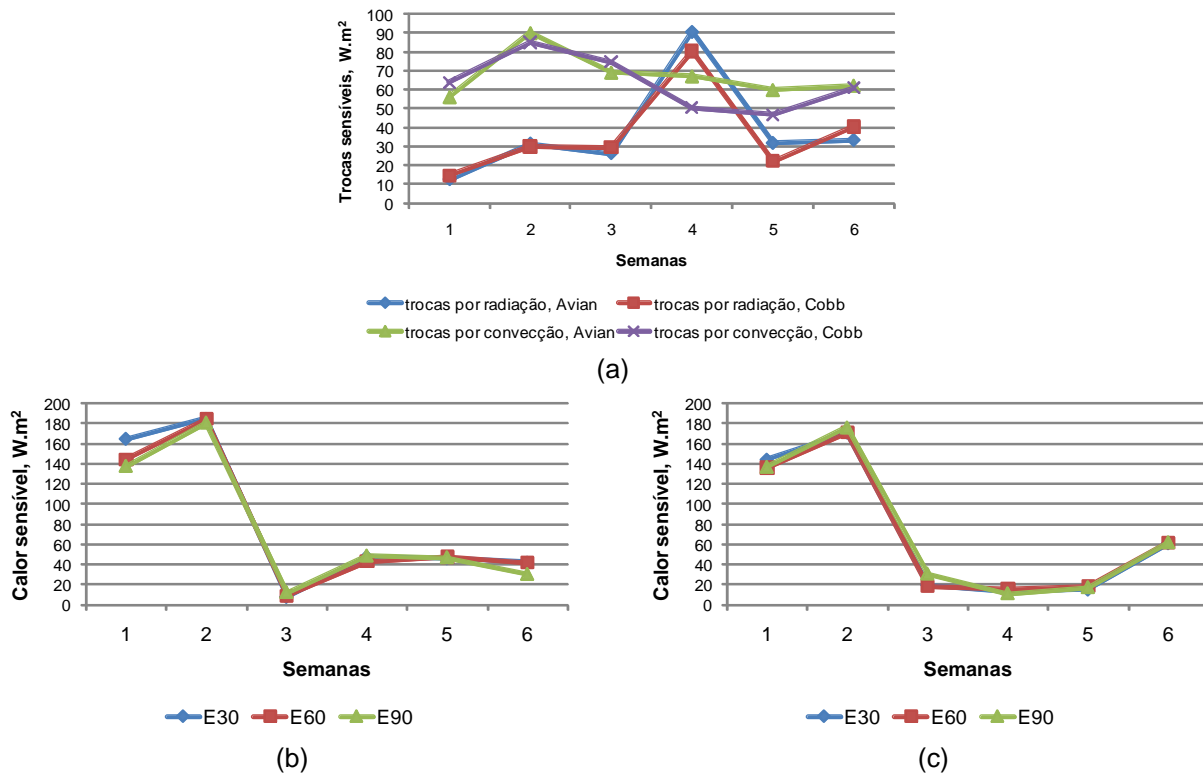 Trocas sensíveis, W.m²
100
90
80
70
60
50
40
30
20
10
0
1 2 3 4 5 6
Semanas
trocas por radiação, Avian trocas por radiação, Cobb
trocas por convecção, Avian trocas por convecção, Cobb
(a)
Calor sensível, W.m²
200
180
160
140
120
100
80
60
40
20
0
1 2 3 4 5 6
Semanas
E30 E60 E90
(b)
Calor sensível, W.m²
200
180
160
140
120
100
80
60
40
20
0
1 2 3 4 5 6
Semanas
E30 E60 E90
(c)